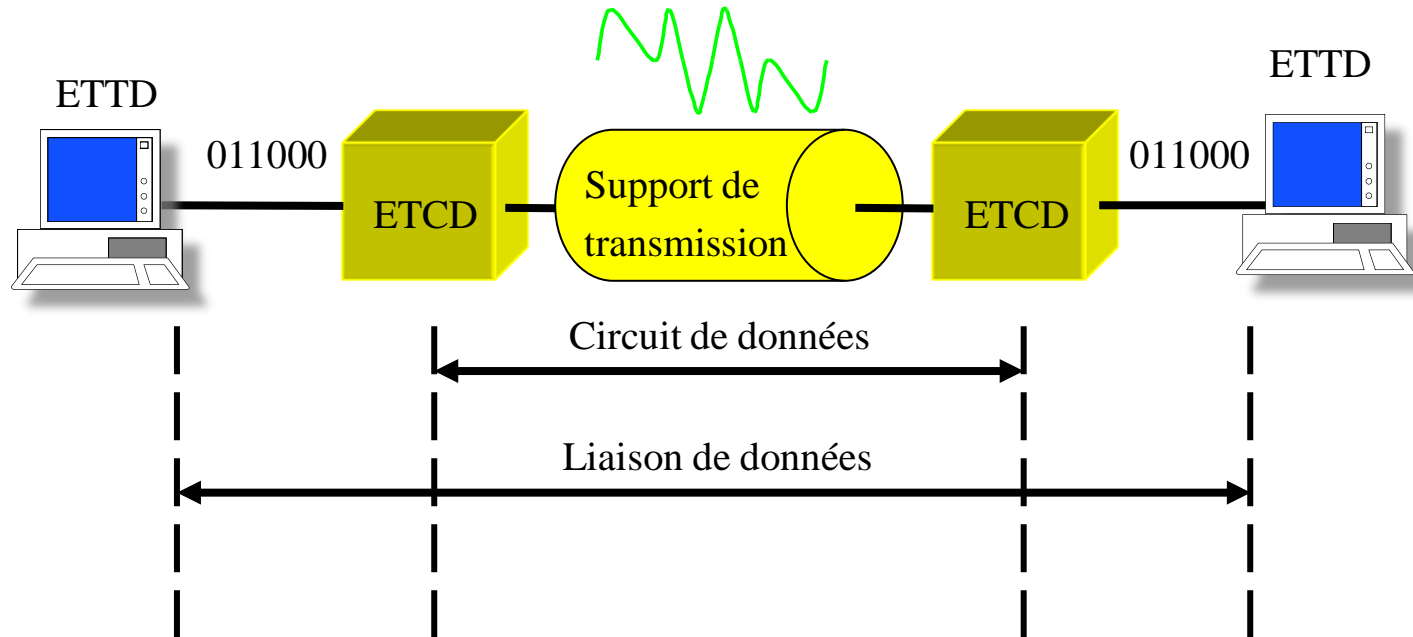 ETTD
ETTD
011000
011000
ETCD
Support de
transmission
ETCD
Circuit de données
Liaison de données